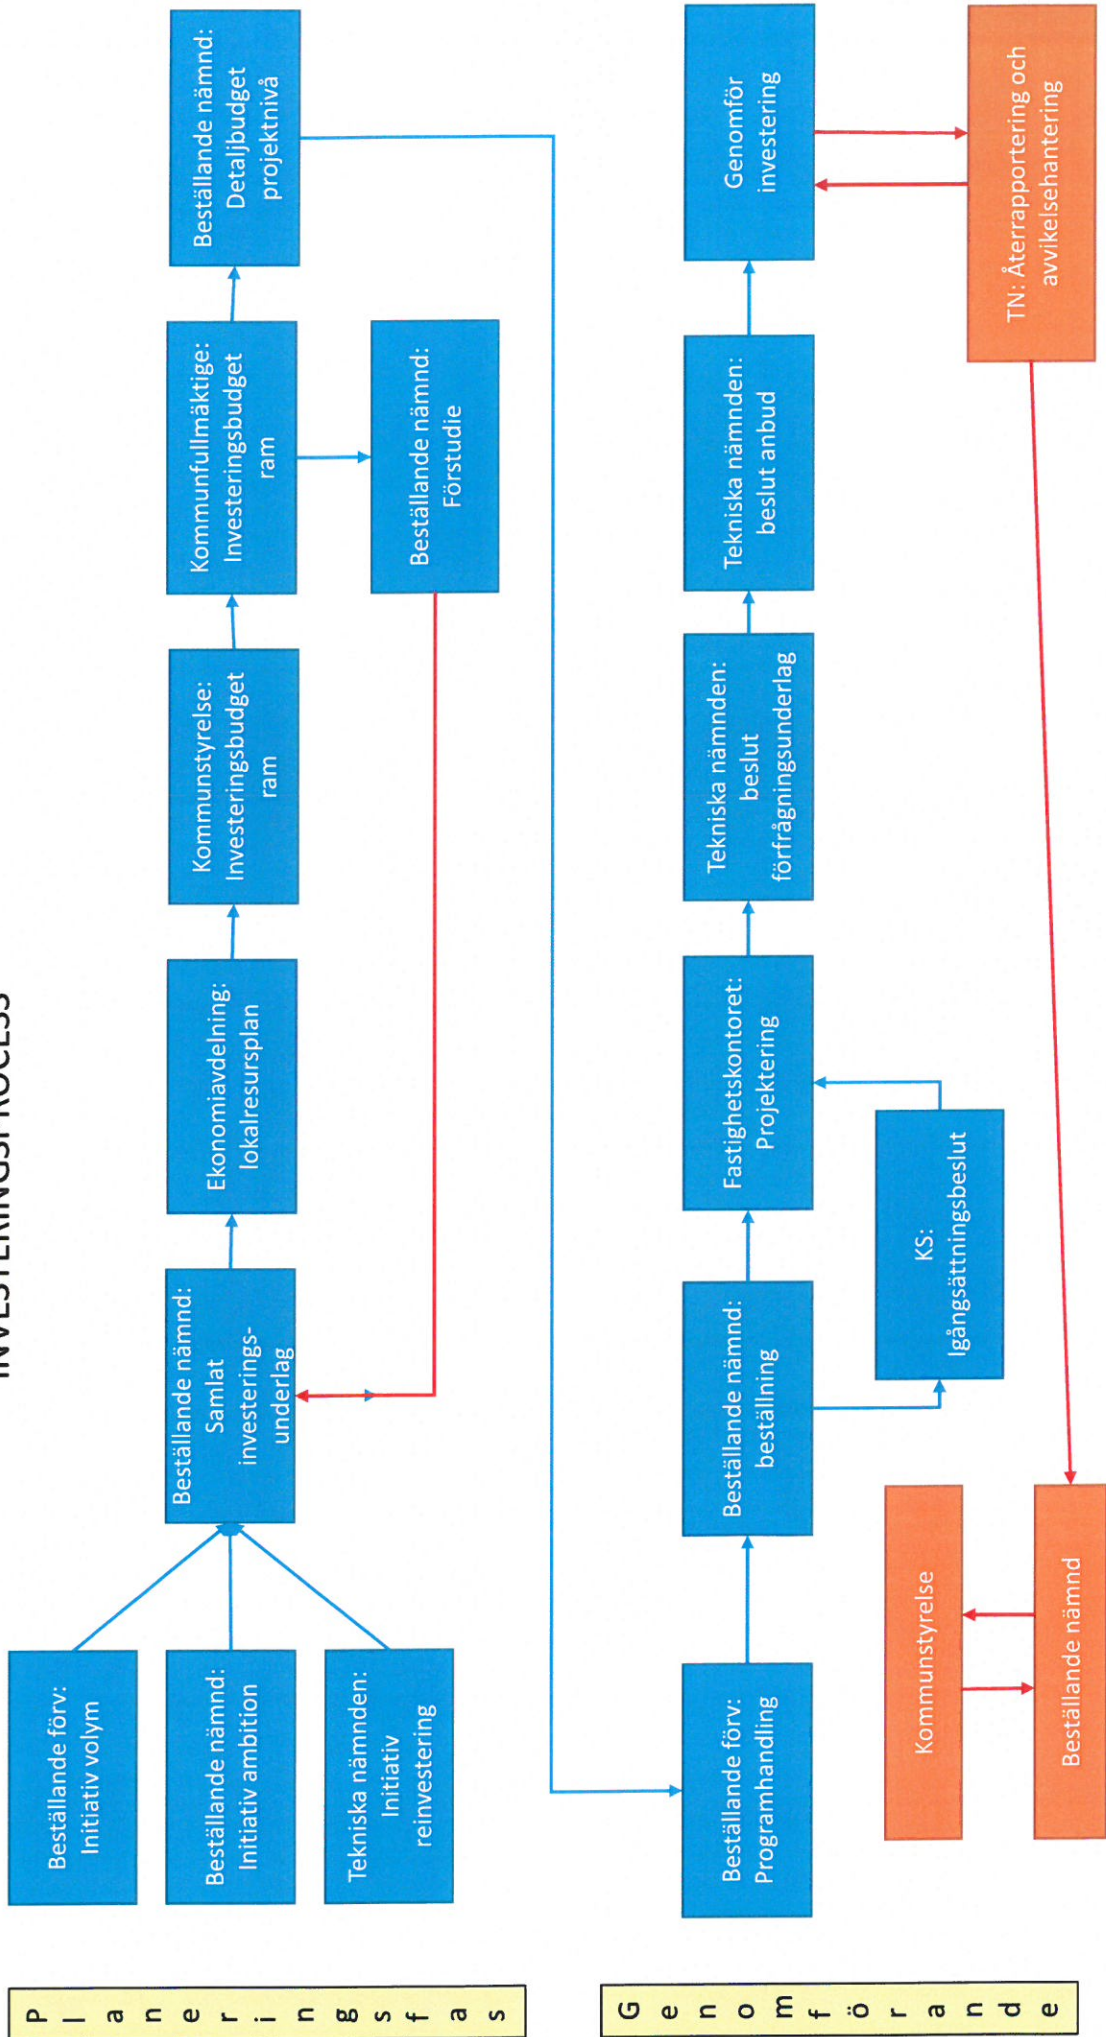 INVESTERINGSPROCESS
Planeringsfas
Beställande förv:
Initiativ volym
Beställande nämnd:
Initiativ ambition
Tekniska nämnden:
Initiativ
reinvestering
Beställande nämnd:
Samlat
investerings-
underlag
Ekonomiavdelning:
lokalresursplan
Kommunstyrelse:
Investeringsbudget
ram
Kommunfullmäktige:
Investeringsbudget
ram
Beställande nämnd:
Detaljbudget
projektnivå
Beställande nämnd:
Förstudie
Genomförande
Beställande förv:
Programhandling
Beställande nämnd:
beställning
Fastighetskontoret:
Projektering
Tekniska nämnden:
beslut
förfrågningsunderlag
Tekniska nämnden:
beslut anbud
Genomför
investering
KS:
Igångsättningsbeslut
Kommunstyrelse
Beställande nämnd
TN: Återrapportering och
avvikelsehantering